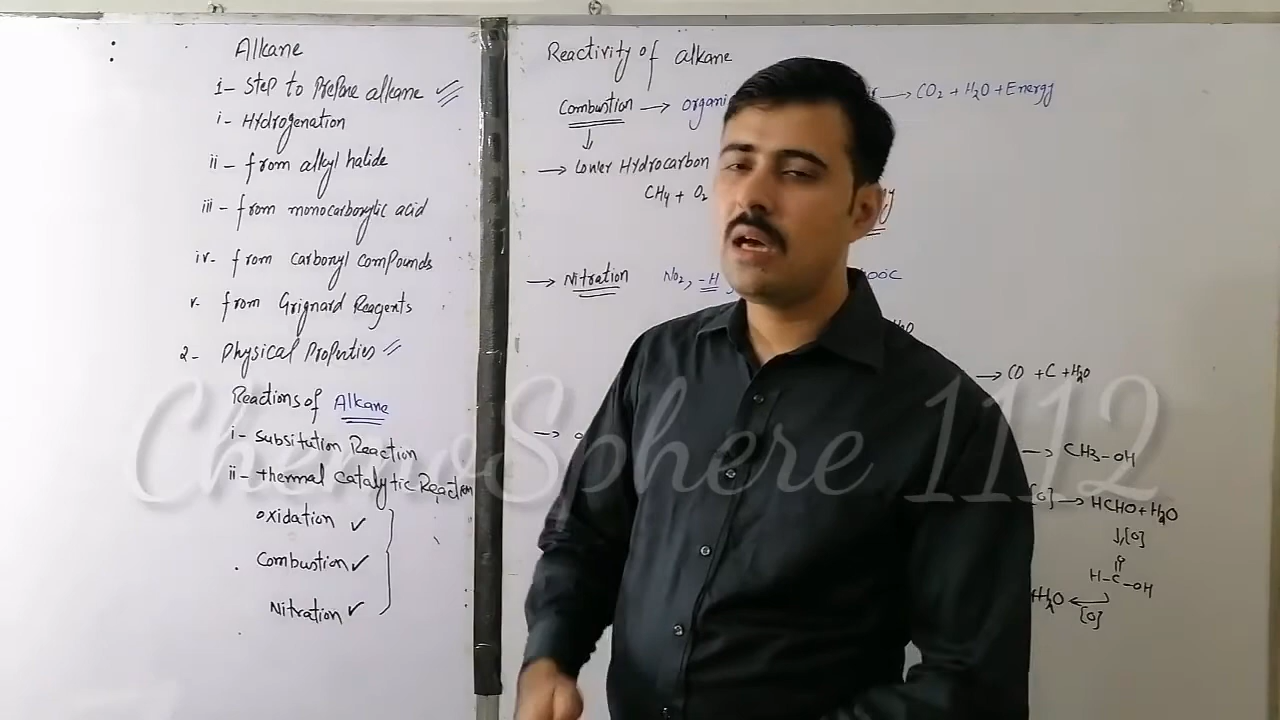 Alkane
1- Step to Prepare alkane
i- Hydrogenation
ii- from alkyl halide
iii- from monocarboxylic acid
iv- from carbonyl compounds
v- from Grignard Reagents
2- Physical Properties
Reactions of Alkane
i- Subsitution Reaction
ii- thermal Catalytic Reaction
oxidation ✓
Combustion ✓
Nitration ✓
Reactivity of alkane
Combustion → → CO2 + H2O + Energy
↓
→ Lower Hydrocarbon
CH4 + O2
→ Nitration NO2, -H
→ CO + C + H2O
→ CH3-OH
[O] → HCHO + H2O
↓[O]
O
H-C-OH
H2O ← [O]
ChemoSphere 1112